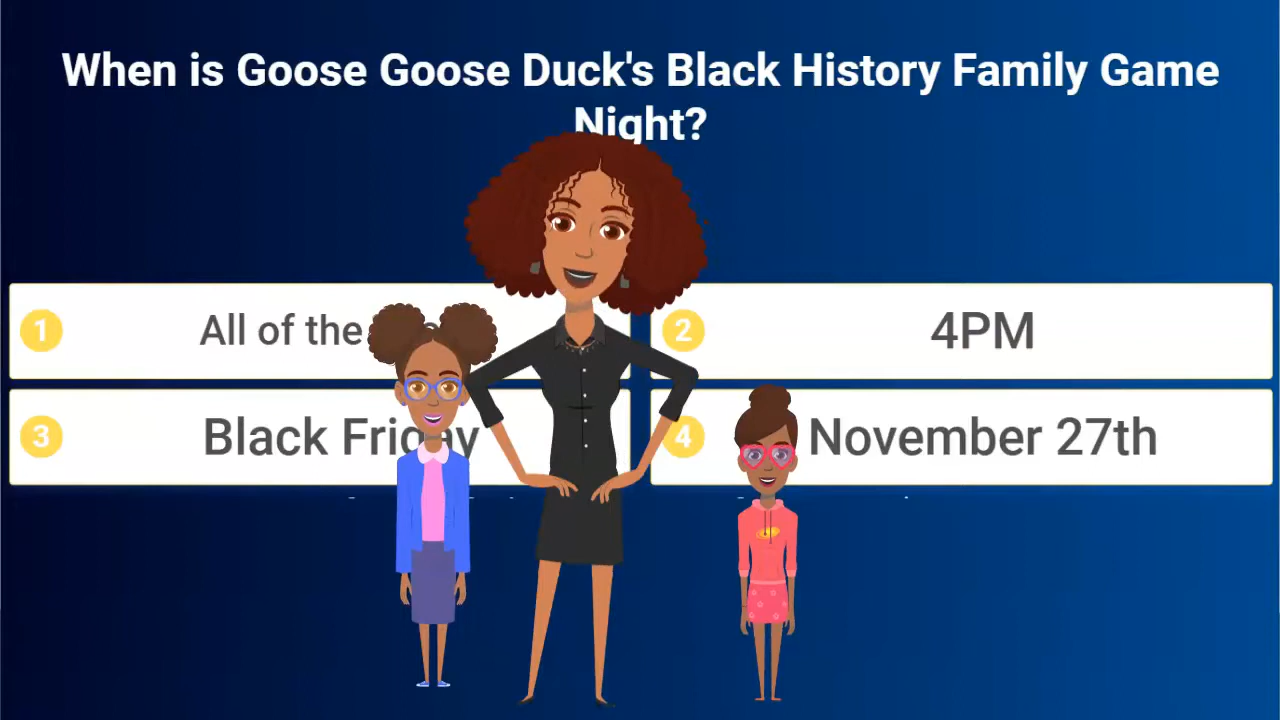 When is Goose Goose Duck's Black History Family Game
Night?
1
All of the
2
4PM
3
Black Friday
4
November 27th